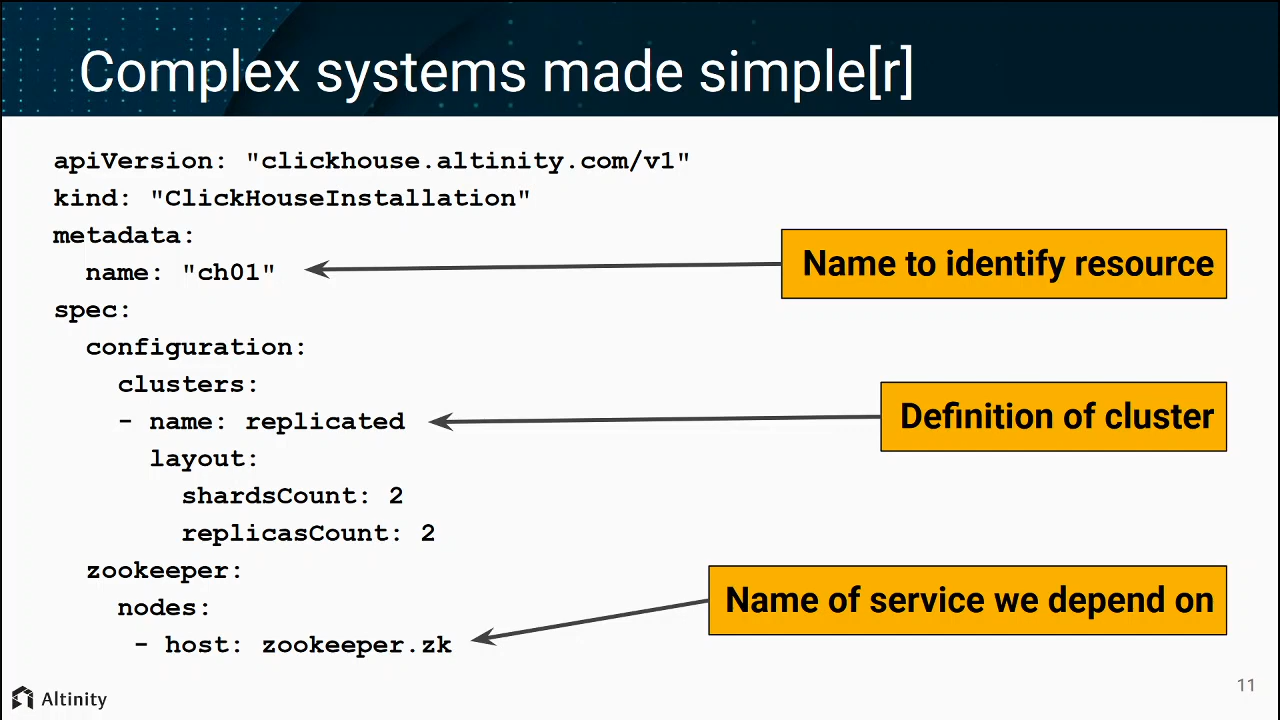 Complex systems made simple[r]
apiVersion: "clickhouse.altinity.com/v1"
kind: "ClickHouseInstallation"
metadata:
  name: "ch01"
Name to identify resource
spec:
  configuration:
    clusters:
    - name: replicated
Definition of cluster
      layout:
        shardsCount: 2
        replicasCount: 2
  zookeeper:
    nodes:
     - host: zookeeper.zk
Name of service we depend on
Altinity
11